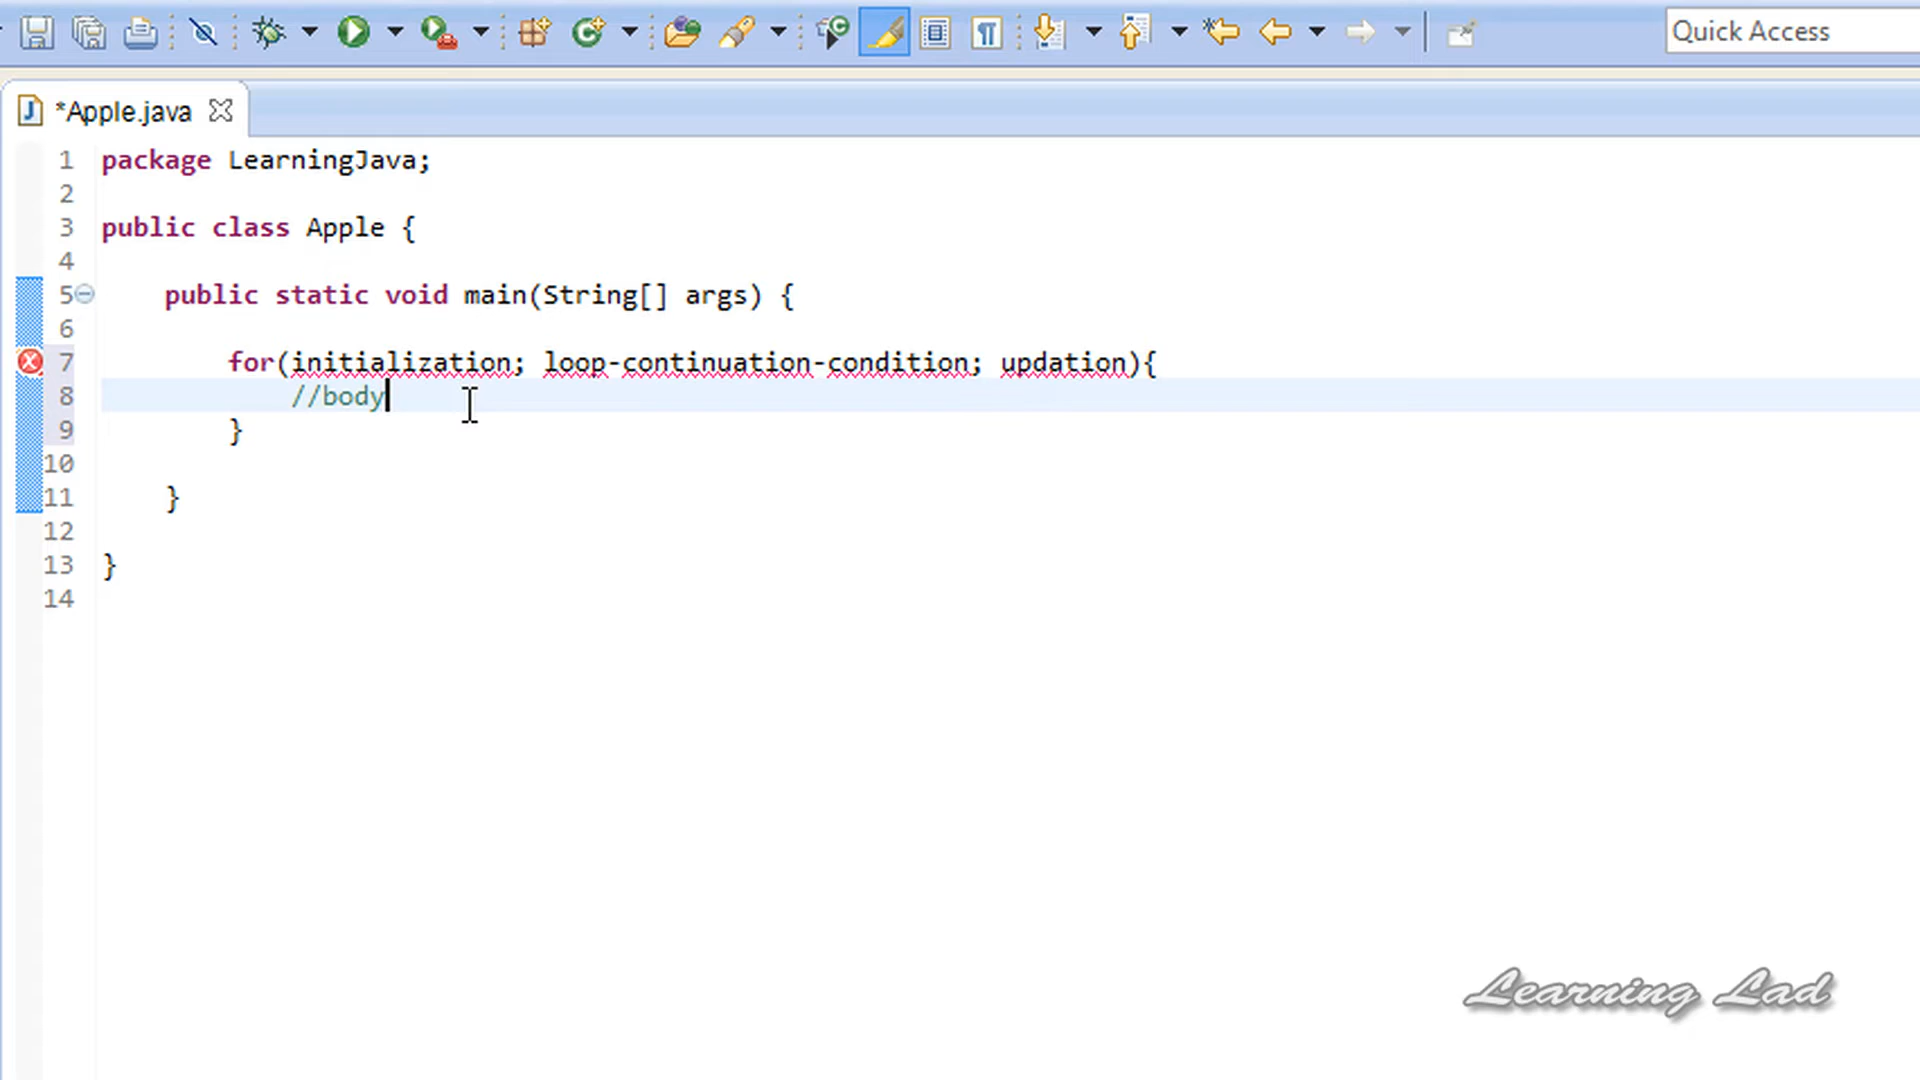 Quick Access
*Apple.java
1 package LearningJava;
2
3 public class Apple {
4
5 public static void main(String[] args) {
6
7 for(initialization; loop-continuation-condition; updation){
8 //body
9 }
10
11 }
12
13 }
14
Learning Lad